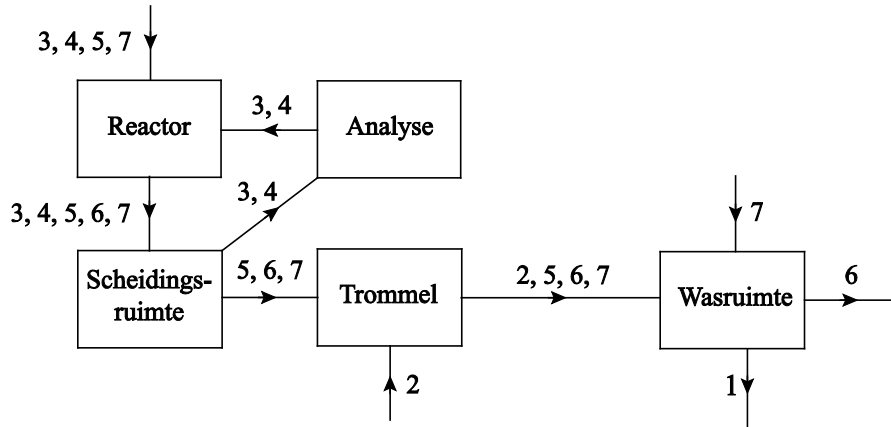 3, 4, 5, 7
Reactor
3, 4
Analyse
3, 4, 5, 6, 7
3, 4
Scheidings-
ruimte
5, 6, 7
Trommel
2
2, 5, 6, 7
7
Wasruimte
6
1